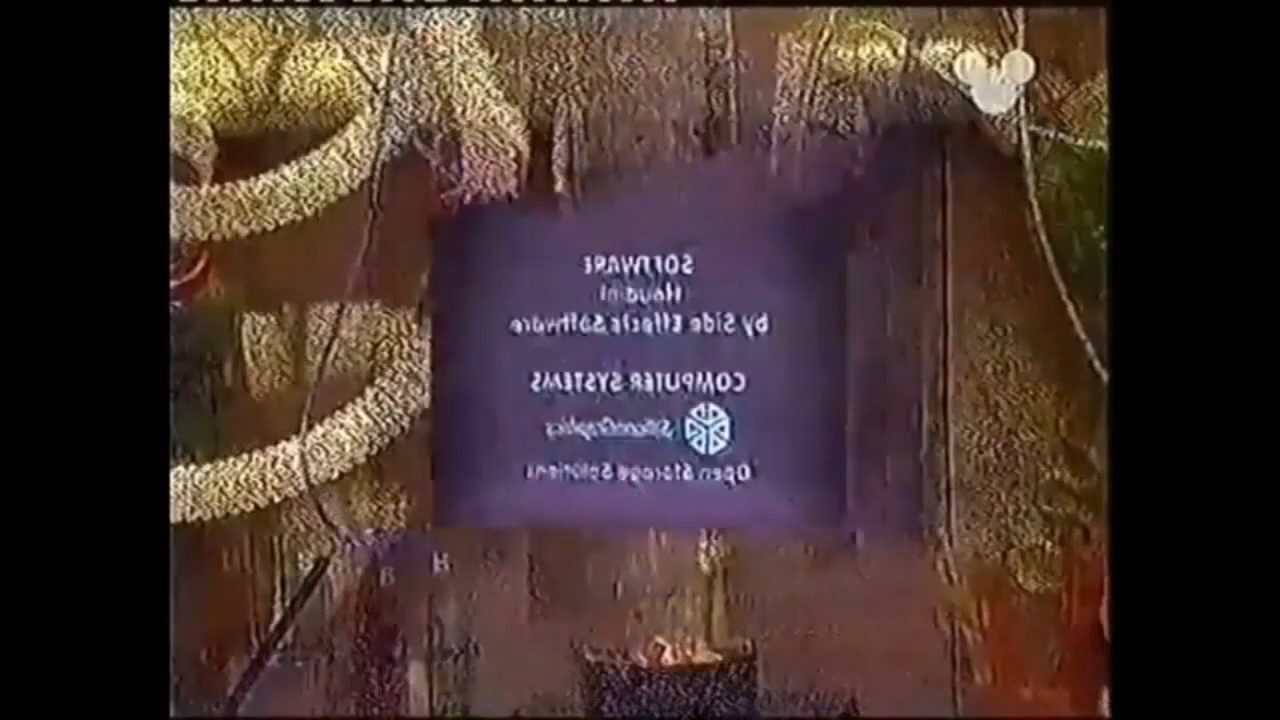 SOFTWARE
Houdini
by Side Effects Software
COMPUTER SYSTEMS
SiliconGraphics
Open Storage Solutions